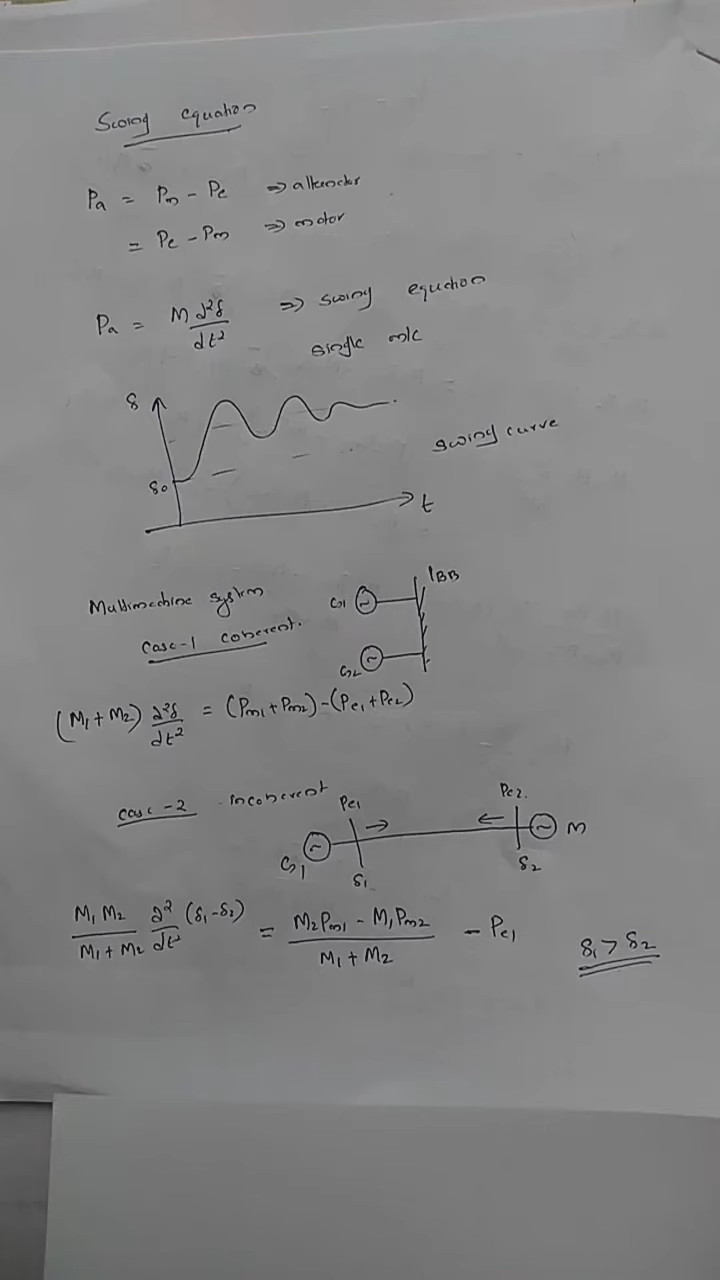 Swing equation
Pa = Pm - Pe ⇒ alternator
= Pe - Pm ⇒ motor
Pa = M d²δ/dt² ⇒ swing equation
single m/c
δ
δ0
t
swing curve
Multimachine system
Case-1 coherent.
G1
IBB
G2
(M1 + M2) d²δ/dt² = (Pm1 + Pm2) - (Pe1 + Pe2)
case -2 incoherent
Pe1
Pe2.
G1
M
δ1
δ2
M1 M2/M1 + M2 d²/dt² (δ1 - δ2) = M2Pm1 - M1Pm2/M1 + M2 - Pe1
δ1 > δ2